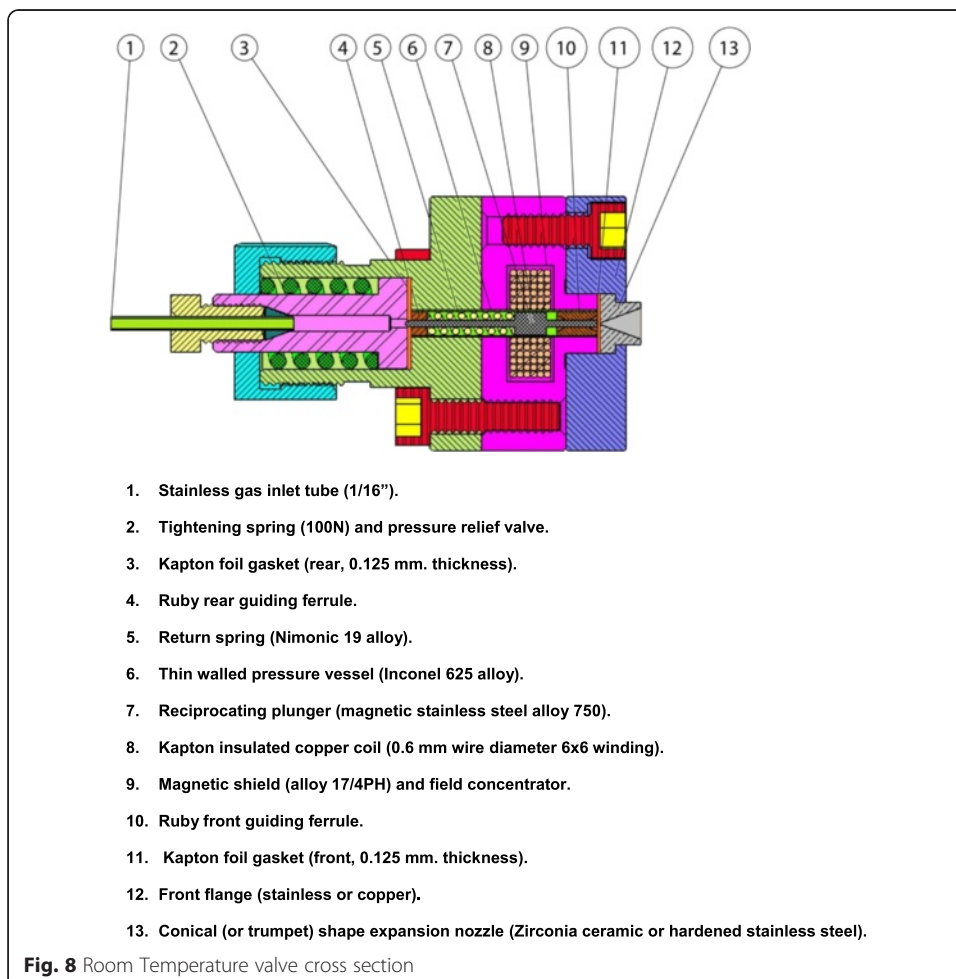 1 2 3 4 5 6 7 8 9 10 11 12 13
1. Stainless gas inlet tube (1/16”).
2. Tightening spring (100N) and pressure relief valve.
3. Kapton foil gasket (rear, 0.125 mm. thickness).
4. Ruby rear guiding ferrule.
5. Return spring (Nimonic 19 alloy).
6. Thin walled pressure vessel (Inconel 625 alloy).
7. Reciprocating plunger (magnetic stainless steel alloy 750).
8. Kapton insulated copper coil (0.6 mm wire diameter 6x6 winding).
9. Magnetic shield (alloy 17/4PH) and field concentrator.
10. Ruby front guiding ferrule.
11. Kapton foil gasket (front, 0.125 mm. thickness).
12. Front flange (stainless or copper).
13. Conical (or trumpet) shape expansion nozzle (Zirconia ceramic or hardened stainless steel).
Fig. 8 Room Temperature valve cross section